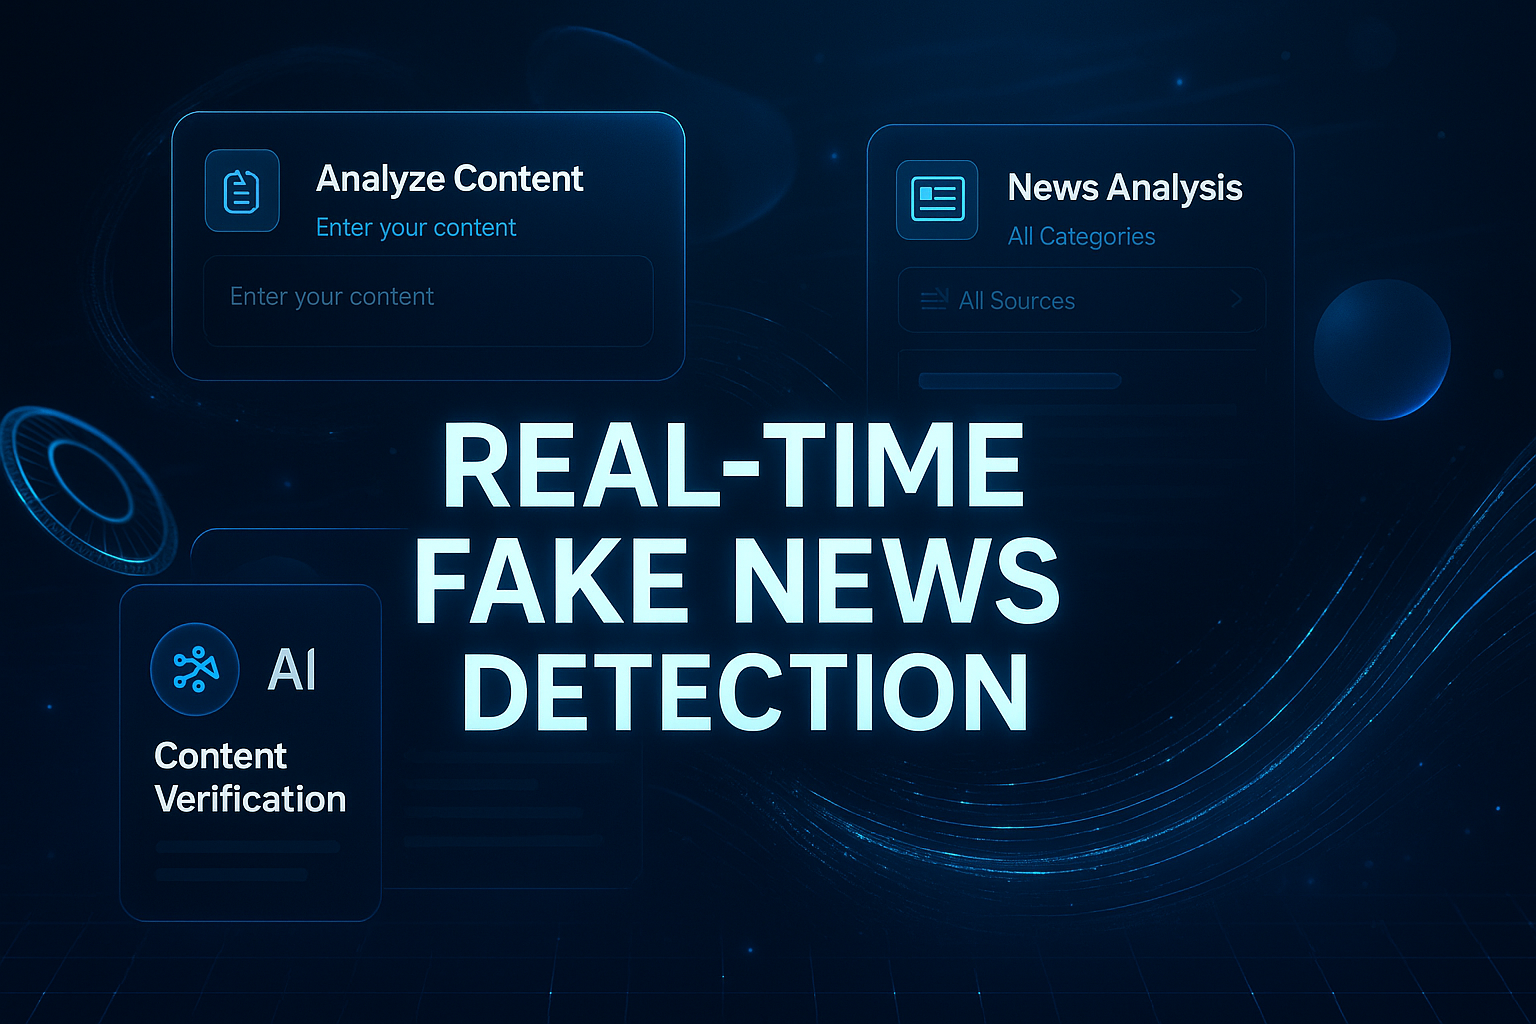 Analyze Content
Enter your content
Enter your content
News Analysis
All Categories
All Sources
REAL-TIME
FAKE NEWS
DETECTION
AI
Content
Verification